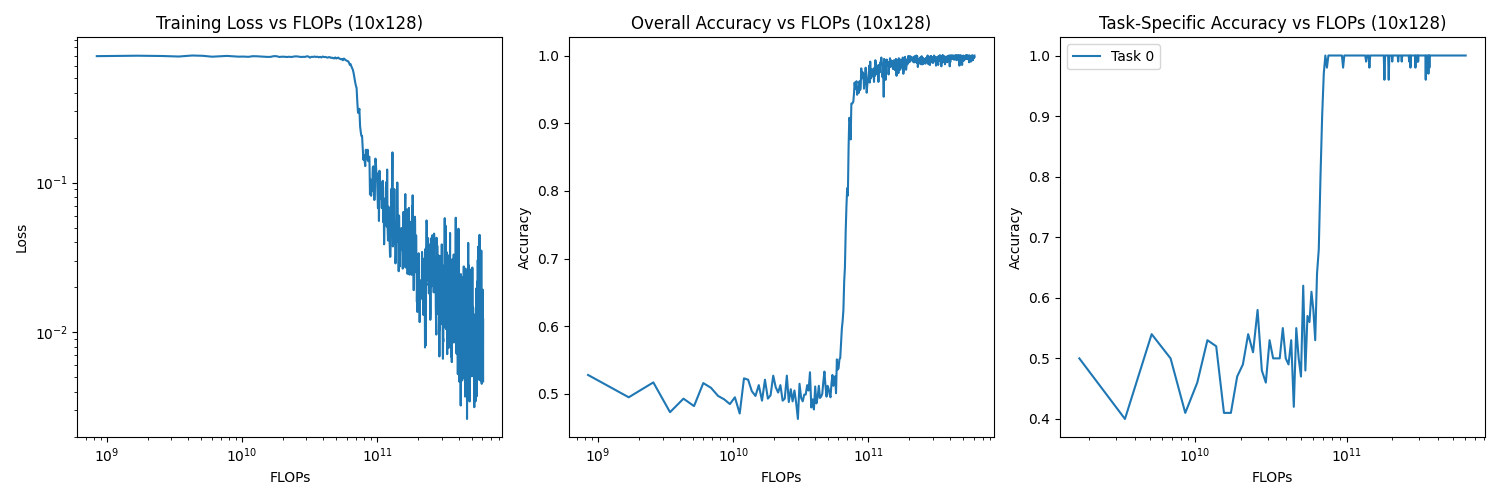 Training Loss vs FLOPs (10x128)
Loss
10⁻¹
10⁻²
10⁹
10¹⁰
10¹¹
FLOPs
Overall Accuracy vs FLOPs (10x128)
Accuracy
1.0
0.9
0.8
0.7
0.6
0.5
10⁹
10¹⁰
10¹¹
FLOPs
Task-Specific Accuracy vs FLOPs (10x128)
Task 0
Accuracy
1.0
0.9
0.8
0.7
0.6
0.5
0.4
10¹⁰
10¹¹
FLOPs